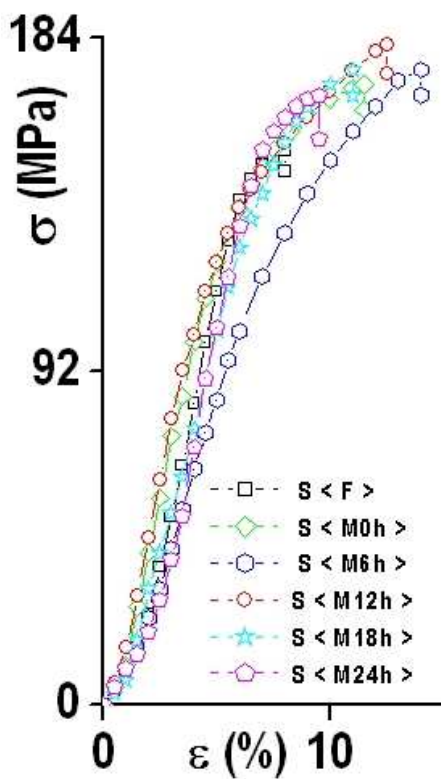 184
σ (MPa)
92
S < F >
S < M0h >
S < M6h >
S < M12h >
S < M18h >
S < M24h >
0
0 ε (%) 10